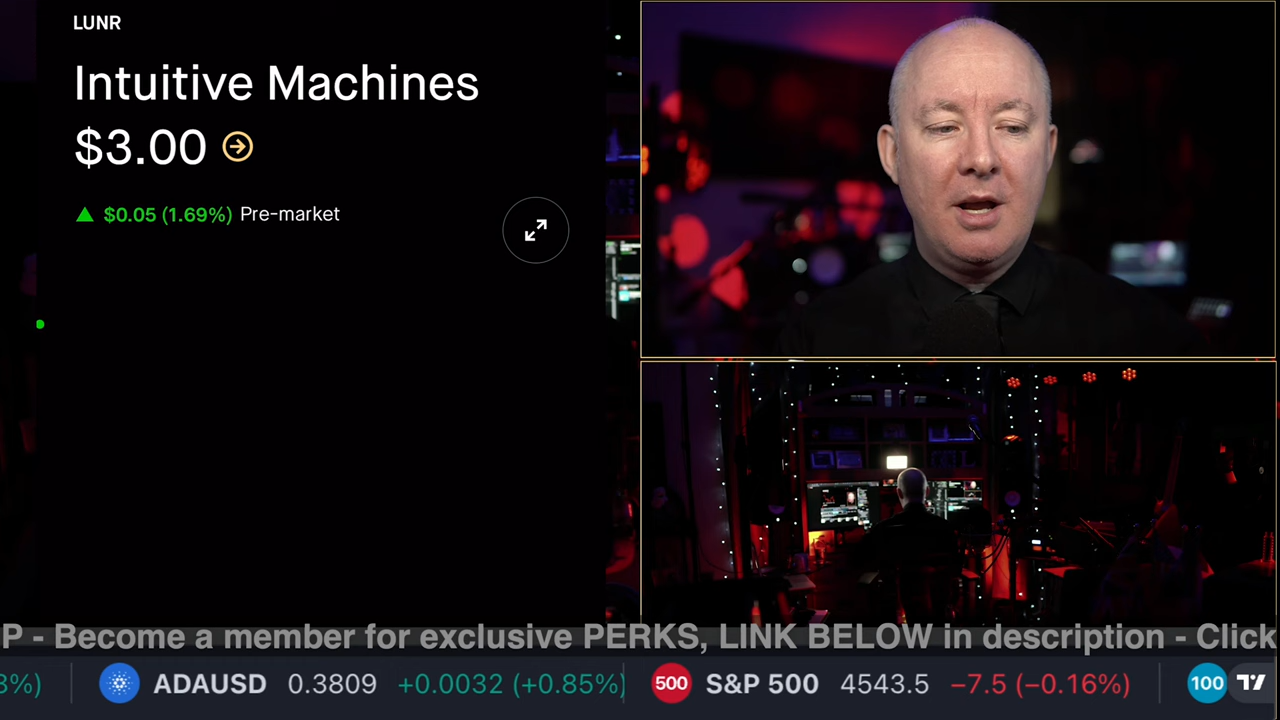 LUNR
Intuitive Machines
$3.00
$0.05 (1.69%) Pre-market
P - Become a member for exclusive PERKS, LINK BELOW in description - Click
3%) ADAUSD 0.3809 +0.0032 (+0.85%) 500 S&P 500 4543.5 −7.5 (−0.16%) 100